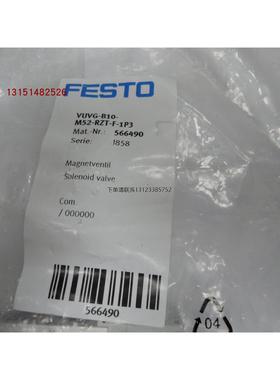 13151482526
FESTO
VUVG-B10-
M52-RZT-F-1P3
Mat.-Nr.: 566490
Serie: J858
Magnetventil
Solenoid valve
下单请联系13123385752
Com
/000000
566490
04